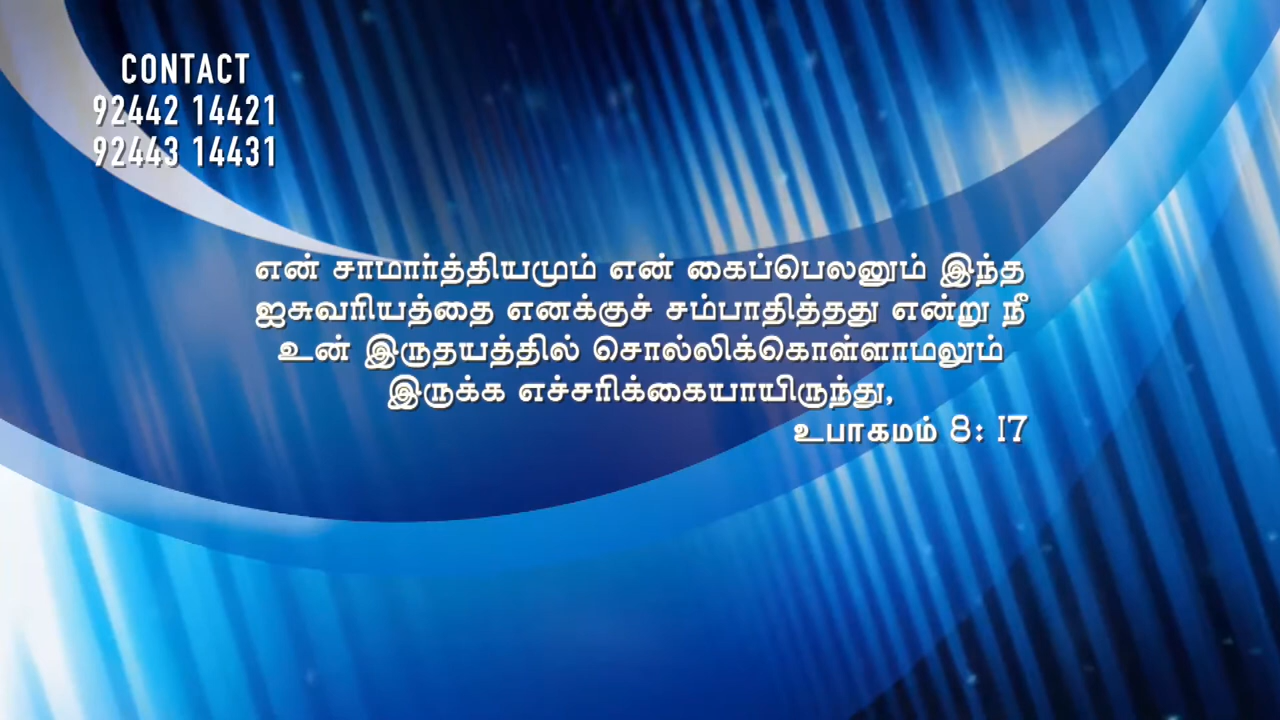 CONTACT
92442 14421
92443 14431
என் சாமார்த்தியமும் என் கைப்பெலனும் இந்த
ஐசுவரியத்தை எனக்குச் சம்பாதித்தது என்று நீ
உன் இருதயத்தில் சொல்லிக்கொள்ளாமலும்
இருக்க எச்சரிக்கையாயிருந்து,
உபாகமம் 8: 17